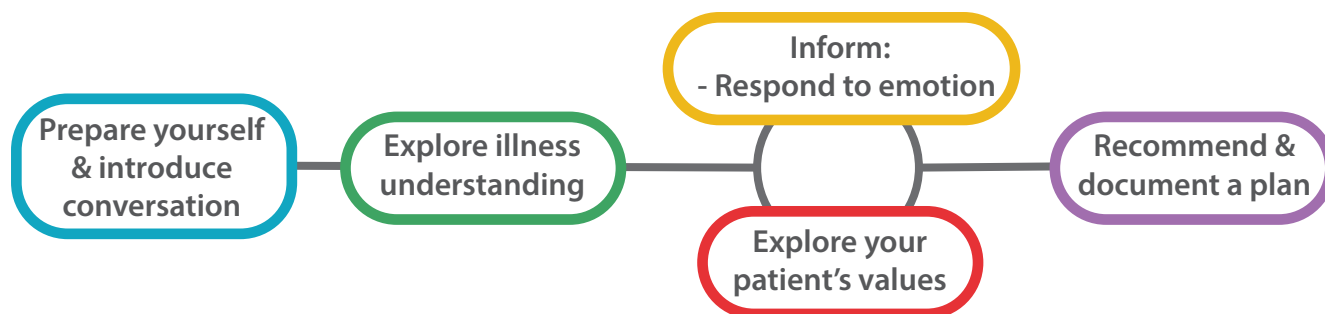 Prepare yourself
& introduce
conversation
Explore illness
understanding
Inform:
- Respond to emotion
Explore your
patient’s values
Recommend &
document a plan